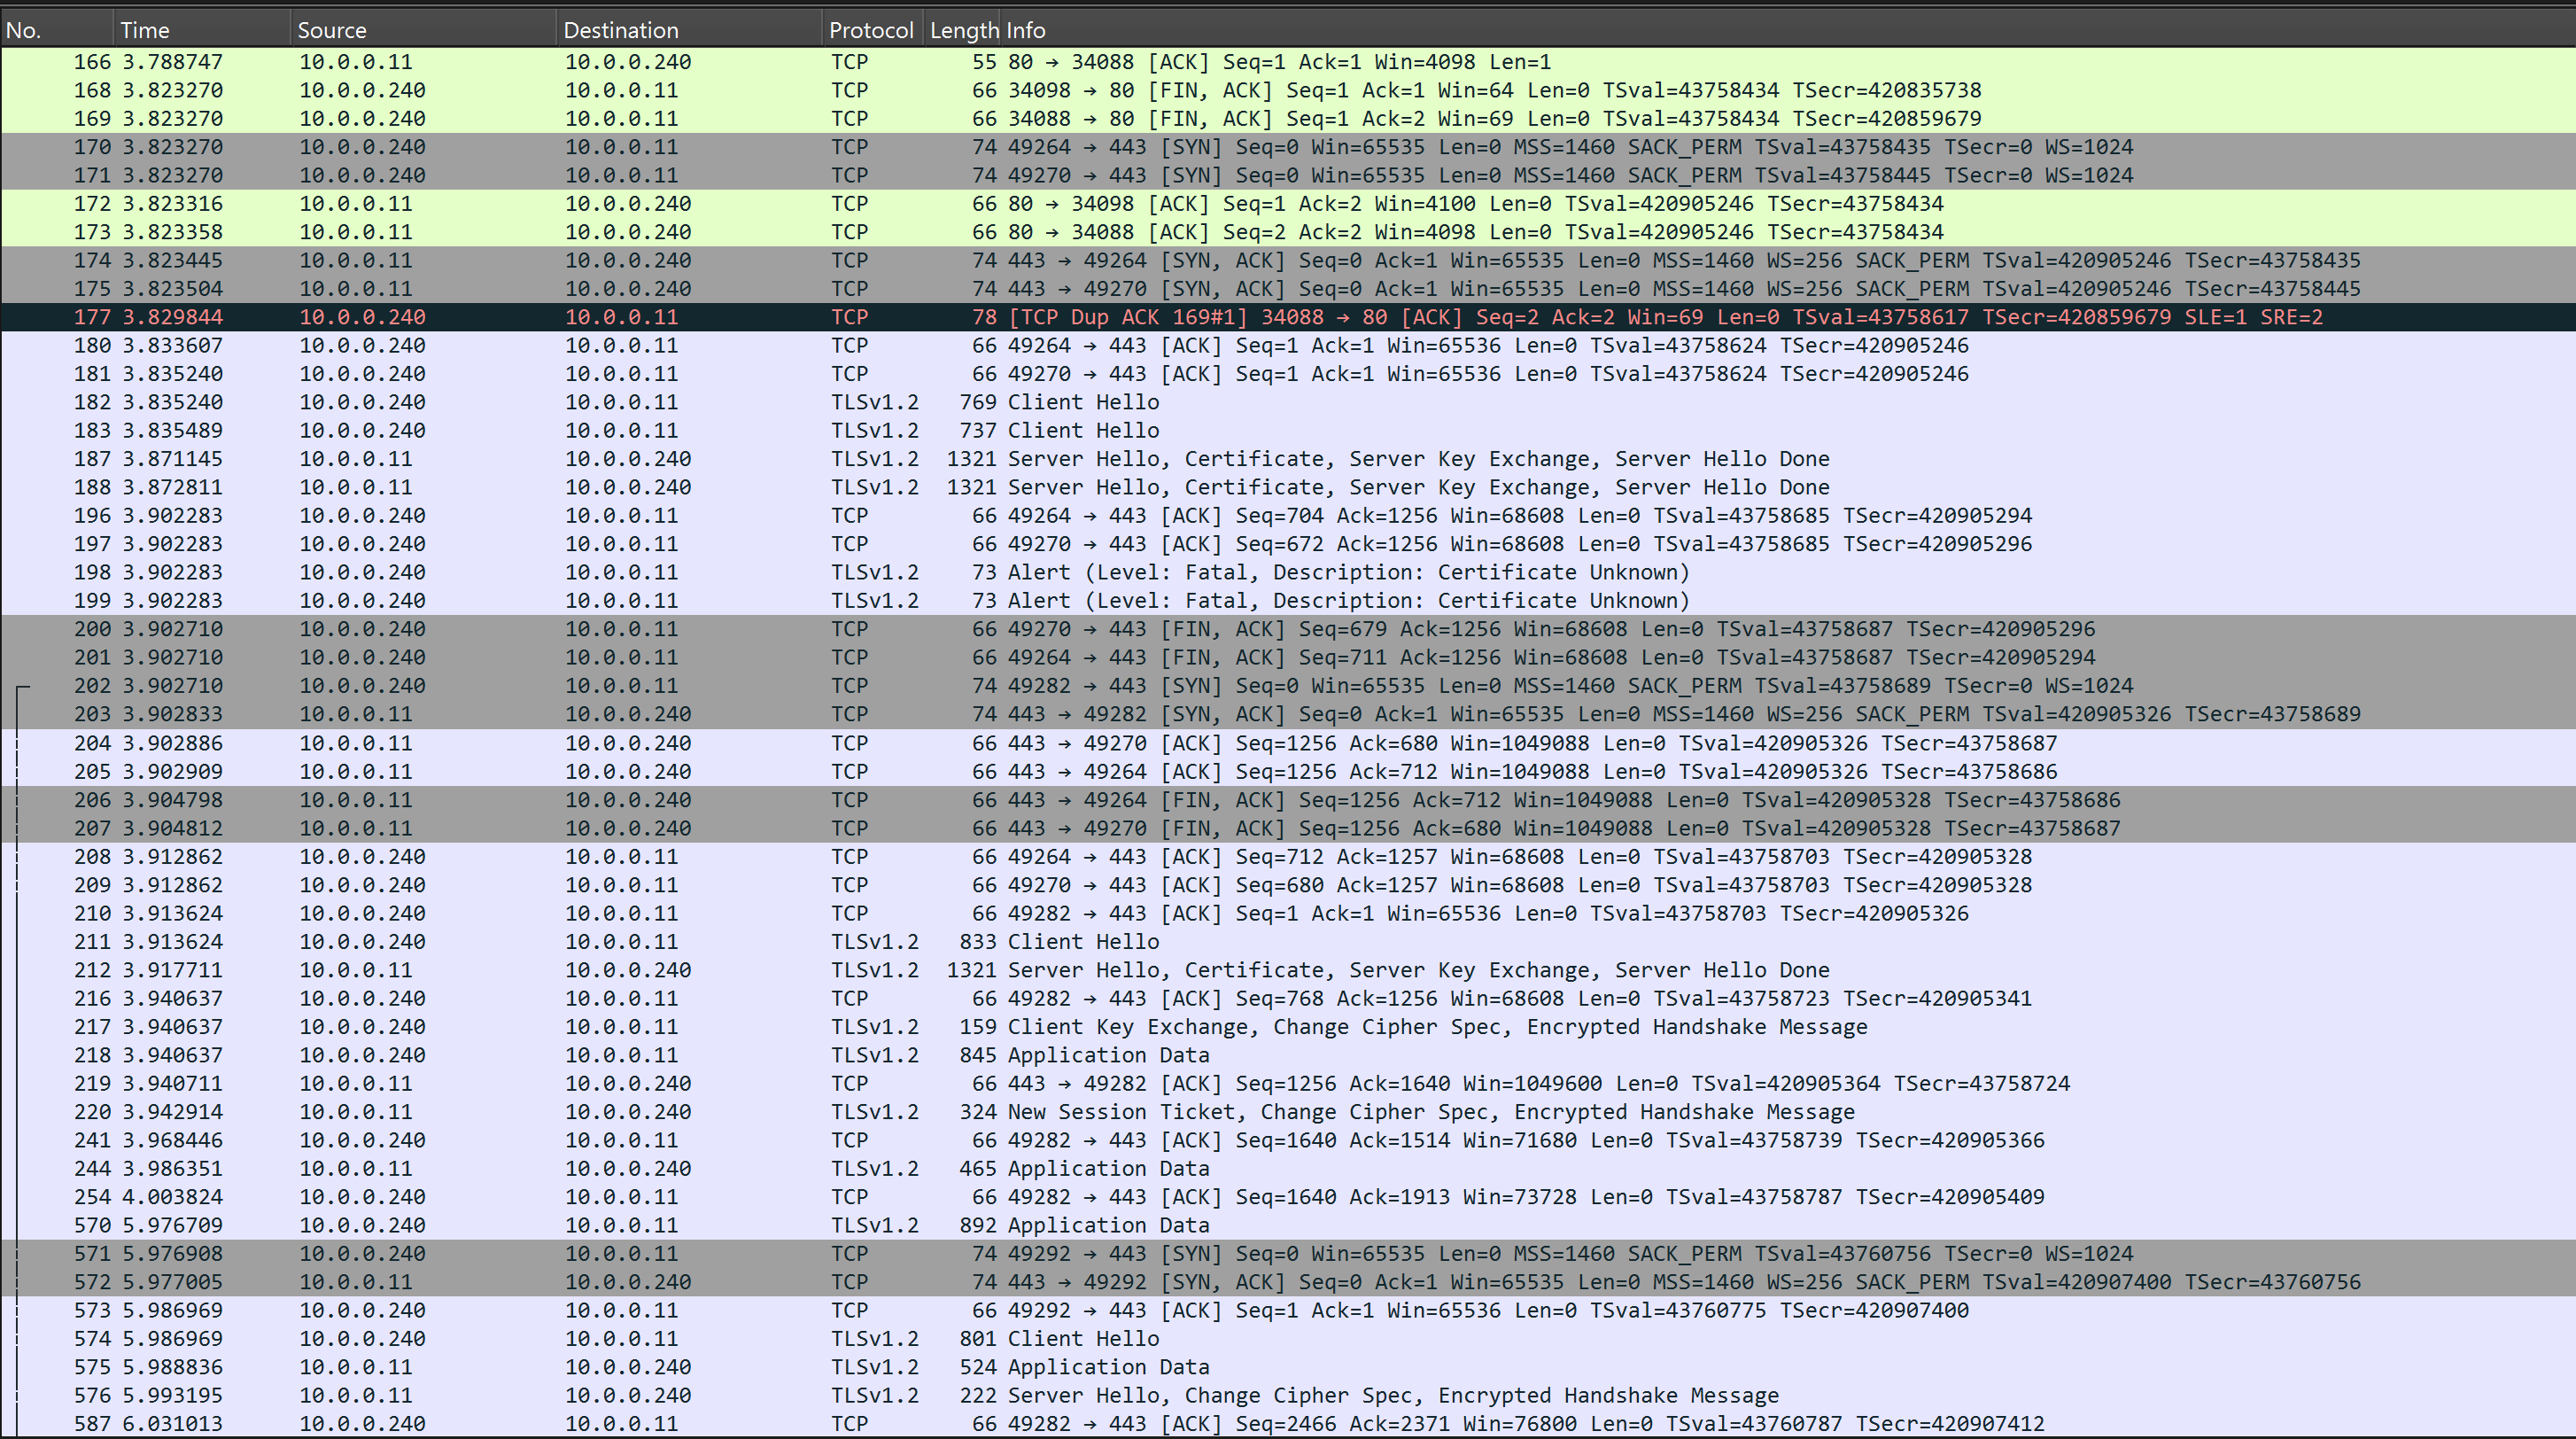 No. Time Source Destination Protocol Length Info
166 3.788747 10.0.0.11 10.0.0.240 TCP 55 80 → 34088 [ACK] Seq=1 Ack=1 Win=4098 Len=1
168 3.823270 10.0.0.240 10.0.0.11 TCP 66 34098 → 80 [FIN, ACK] Seq=1 Ack=1 Win=64 Len=0 TSval=43758434 TSecr=420835738
169 3.823270 10.0.0.240 10.0.0.11 TCP 66 34088 → 80 [FIN, ACK] Seq=1 Ack=2 Win=69 Len=0 TSval=43758434 TSecr=420859679
170 3.823270 10.0.0.240 10.0.0.11 TCP 74 49264 → 443 [SYN] Seq=0 Win=65535 Len=0 MSS=1460 SACK_PERM TSval=43758435 TSecr=0 WS=1024
171 3.823270 10.0.0.240 10.0.0.11 TCP 74 49270 → 443 [SYN] Seq=0 Win=65535 Len=0 MSS=1460 SACK_PERM TSval=43758445 TSecr=0 WS=1024
172 3.823316 10.0.0.11 10.0.0.240 TCP 66 80 → 34098 [ACK] Seq=1 Ack=2 Win=4100 Len=0 TSval=420905246 TSecr=43758434
173 3.823358 10.0.0.11 10.0.0.240 TCP 66 80 → 34088 [ACK] Seq=2 Ack=2 Win=4098 Len=0 TSval=420905246 TSecr=43758434
174 3.823445 10.0.0.11 10.0.0.240 TCP 74 443 → 49264 [SYN, ACK] Seq=0 Ack=1 Win=65535 Len=0 MSS=1460 WS=256 SACK_PERM TSval=420905246 TSecr=43758435
175 3.823504 10.0.0.11 10.0.0.240 TCP 74 443 → 49270 [SYN, ACK] Seq=0 Ack=1 Win=65535 Len=0 MSS=1460 WS=256 SACK_PERM TSval=420905246 TSecr=43758445
177 3.829844 10.0.0.240 10.0.0.11 TCP 78 [TCP Dup ACK 169#1] 34088 → 80 [ACK] Seq=2 Ack=2 Win=69 Len=0 TSval=43758617 TSecr=420859679 SLE=1 SRE=2
180 3.833607 10.0.0.240 10.0.0.11 TCP 66 49264 → 443 [ACK] Seq=1 Ack=1 Win=65536 Len=0 TSval=43758624 TSecr=420905246
181 3.835240 10.0.0.240 10.0.0.11 TCP 66 49270 → 443 [ACK] Seq=1 Ack=1 Win=65536 Len=0 TSval=43758624 TSecr=420905246
182 3.835240 10.0.0.240 10.0.0.11 TLSv1.2 769 Client Hello
183 3.835489 10.0.0.240 10.0.0.11 TLSv1.2 737 Client Hello
187 3.871145 10.0.0.11 10.0.0.240 TLSv1.2 1321 Server Hello, Certificate, Server Key Exchange, Server Hello Done
188 3.872811 10.0.0.11 10.0.0.240 TLSv1.2 1321 Server Hello, Certificate, Server Key Exchange, Server Hello Done
196 3.902283 10.0.0.240 10.0.0.11 TCP 66 49264 → 443 [ACK] Seq=704 Ack=1256 Win=68608 Len=0 TSval=43758685 TSecr=420905294
197 3.902283 10.0.0.240 10.0.0.11 TCP 66 49270 → 443 [ACK] Seq=672 Ack=1256 Win=68608 Len=0 TSval=43758685 TSecr=420905296
198 3.902283 10.0.0.240 10.0.0.11 TLSv1.2 73 Alert (Level: Fatal, Description: Certificate Unknown)
199 3.902283 10.0.0.240 10.0.0.11 TLSv1.2 73 Alert (Level: Fatal, Description: Certificate Unknown)
200 3.902710 10.0.0.240 10.0.0.11 TCP 66 49270 → 443 [FIN, ACK] Seq=679 Ack=1256 Win=68608 Len=0 TSval=43758687 TSecr=420905296
201 3.902710 10.0.0.240 10.0.0.11 TCP 66 49264 → 443 [FIN, ACK] Seq=711 Ack=1256 Win=68608 Len=0 TSval=43758687 TSecr=420905294
202 3.902710 10.0.0.240 10.0.0.11 TCP 74 49282 → 443 [SYN] Seq=0 Win=65535 Len=0 MSS=1460 SACK_PERM TSval=43758689 TSecr=0 WS=1024
203 3.902833 10.0.0.11 10.0.0.240 TCP 74 443 → 49282 [SYN, ACK] Seq=0 Ack=1 Win=65535 Len=0 MSS=1460 WS=256 SACK_PERM TSval=420905326 TSecr=43758689
204 3.902886 10.0.0.11 10.0.0.240 TCP 66 443 → 49270 [ACK] Seq=1256 Ack=680 Win=1049088 Len=0 TSval=420905326 TSecr=43758687
205 3.902909 10.0.0.11 10.0.0.240 TCP 66 443 → 49264 [ACK] Seq=1256 Ack=712 Win=1049088 Len=0 TSval=420905326 TSecr=43758686
206 3.904798 10.0.0.11 10.0.0.240 TCP 66 443 → 49264 [FIN, ACK] Seq=1256 Ack=712 Win=1049088 Len=0 TSval=420905328 TSecr=43758686
207 3.904812 10.0.0.11 10.0.0.240 TCP 66 443 → 49270 [FIN, ACK] Seq=1256 Ack=680 Win=1049088 Len=0 TSval=420905328 TSecr=43758687
208 3.912862 10.0.0.240 10.0.0.11 TCP 66 49264 → 443 [ACK] Seq=712 Ack=1257 Win=68608 Len=0 TSval=43758703 TSecr=420905328
209 3.912862 10.0.0.240 10.0.0.11 TCP 66 49270 → 443 [ACK] Seq=680 Ack=1257 Win=68608 Len=0 TSval=43758703 TSecr=420905328
210 3.913624 10.0.0.240 10.0.0.11 TCP 66 49282 → 443 [ACK] Seq=1 Ack=1 Win=65536 Len=0 TSval=43758703 TSecr=420905326
211 3.913624 10.0.0.240 10.0.0.11 TLSv1.2 833 Client Hello
212 3.917711 10.0.0.11 10.0.0.240 TLSv1.2 1321 Server Hello, Certificate, Server Key Exchange, Server Hello Done
216 3.940637 10.0.0.240 10.0.0.11 TCP 66 49282 → 443 [ACK] Seq=768 Ack=1256 Win=68608 Len=0 TSval=43758723 TSecr=420905341
217 3.940637 10.0.0.240 10.0.0.11 TLSv1.2 159 Client Key Exchange, Change Cipher Spec, Encrypted Handshake Message
218 3.940637 10.0.0.240 10.0.0.11 TLSv1.2 845 Application Data
219 3.940711 10.0.0.11 10.0.0.240 TCP 66 443 → 49282 [ACK] Seq=1256 Ack=1640 Win=1049600 Len=0 TSval=420905364 TSecr=43758724
220 3.942914 10.0.0.11 10.0.0.240 TLSv1.2 324 New Session Ticket, Change Cipher Spec, Encrypted Handshake Message
241 3.968446 10.0.0.240 10.0.0.11 TCP 66 49282 → 443 [ACK] Seq=1640 Ack=1514 Win=71680 Len=0 TSval=43758739 TSecr=420905366
244 3.986351 10.0.0.11 10.0.0.240 TLSv1.2 465 Application Data
254 4.003824 10.0.0.240 10.0.0.11 TCP 66 49282 → 443 [ACK] Seq=1640 Ack=1913 Win=73728 Len=0 TSval=43758787 TSecr=420905409
570 5.976709 10.0.0.240 10.0.0.11 TLSv1.2 892 Application Data
571 5.976908 10.0.0.240 10.0.0.11 TCP 74 49292 → 443 [SYN] Seq=0 Win=65535 Len=0 MSS=1460 SACK_PERM TSval=43760756 TSecr=0 WS=1024
572 5.977005 10.0.0.11 10.0.0.240 TCP 74 443 → 49292 [SYN, ACK] Seq=0 Ack=1 Win=65535 Len=0 MSS=1460 WS=256 SACK_PERM TSval=420907400 TSecr=43760756
573 5.986969 10.0.0.240 10.0.0.11 TCP 66 49292 → 443 [ACK] Seq=1 Ack=1 Win=65536 Len=0 TSval=43760775 TSecr=420907400
574 5.986969 10.0.0.240 10.0.0.11 TLSv1.2 801 Client Hello
575 5.988836 10.0.0.11 10.0.0.240 TLSv1.2 524 Application Data
576 5.993195 10.0.0.11 10.0.0.240 TLSv1.2 222 Server Hello, Change Cipher Spec, Encrypted Handshake Message
587 6.031013 10.0.0.240 10.0.0.11 TCP 66 49282 → 443 [ACK] Seq=2466 Ack=2371 Win=76800 Len=0 TSval=43760787 TSecr=420907412